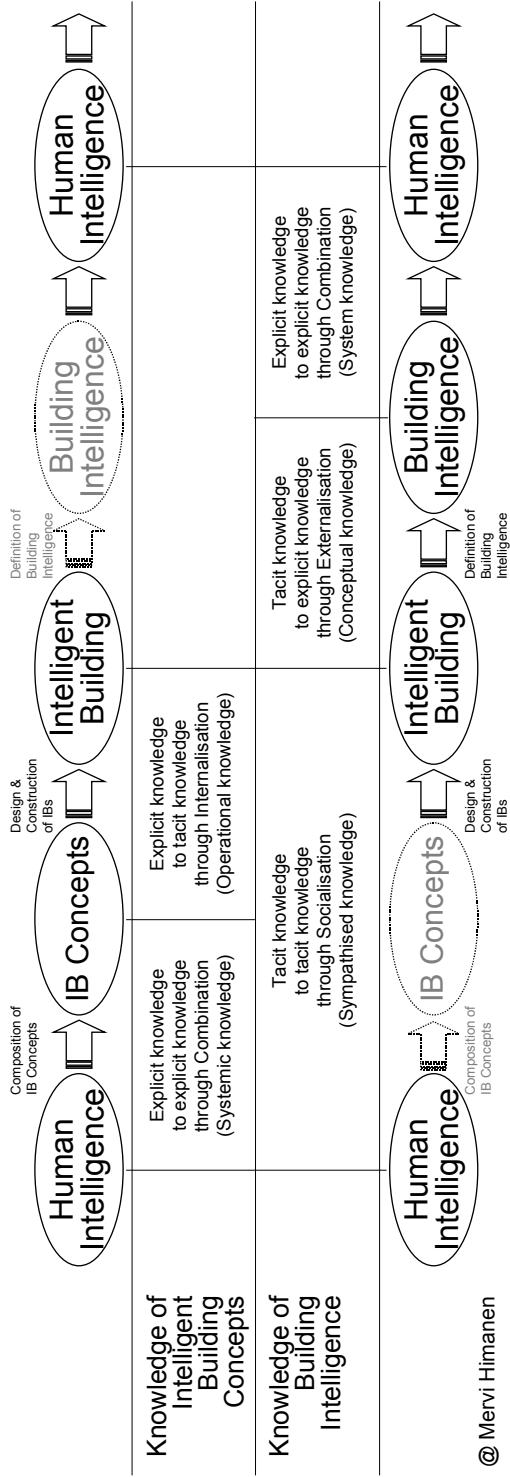 Composition of
IB Concepts
Design &
Construction
of IBs
Definition of
Building
Intelligence
Human
Intelligence
IB Concepts
Intelligent
Building
Building
Intelligence
Human
Intelligence
Knowledge of
Intelligent
Building
Concepts
Explicit knowledge
to explicit knowledge
through Combination
(Systemic knowledge)
Explicit knowledge
to tacit knowledge
through Internalisation
(Operational knowledge)
Knowledge of
Building
Intelligence
Tacit knowledge
to tacit knowledge
through Socialisation
(Sympathised knowledge)
Tacit knowledge
to explicit knowledge
through Externalisation
(Conceptual knowledge)
Explicit knowledge
to explicit knowledge
through Combination
(System knowledge)
Human
Intelligence
IB Concepts
Intelligent
Building
Building
Intelligence
Human
Intelligence
Composition of
IB Concepts
Design &
Construction
of IBs
Definition of
Building
Intelligence
@ Mervi Himanen